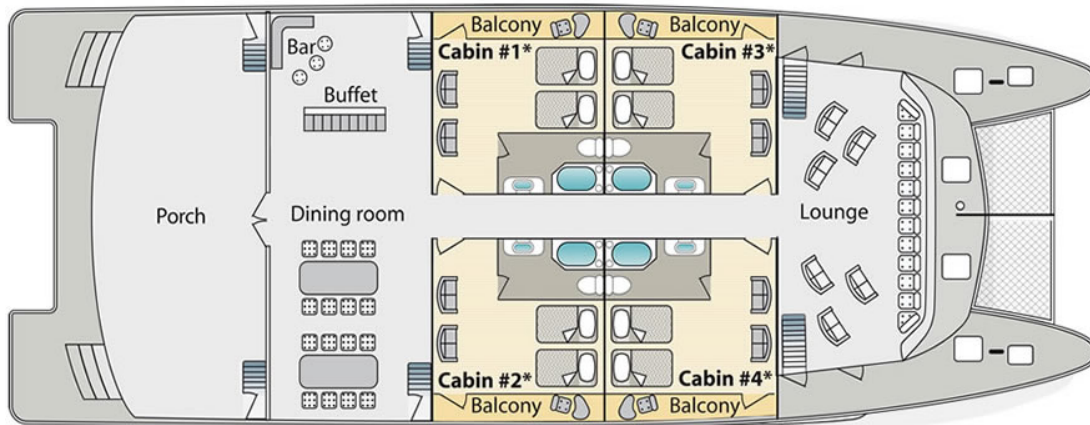 Balcony
Balcony
Cabin #1*
Cabin #3*
Bar
Buffet
Porch
Dining room
Lounge
Cabin #2*
Cabin #4*
Balcony
Balcony